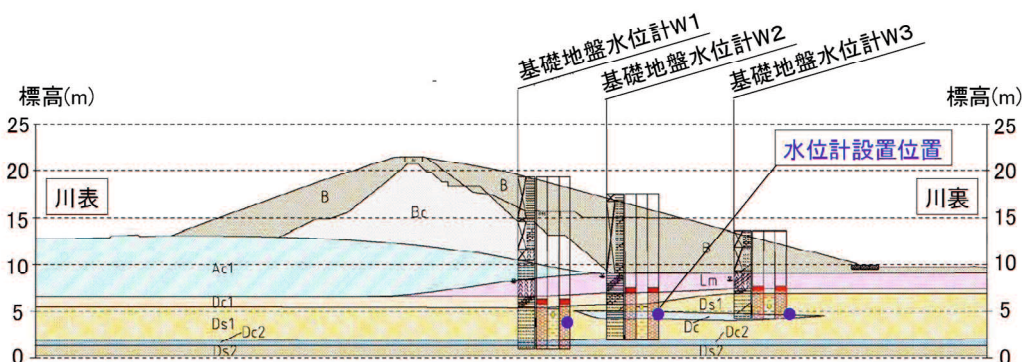 基礎地盤水位計W1
基礎地盤水位計W2
基礎地盤水位計W3
標高(m)
標高(m)
25
25
水位計設置位置
20
20
川表
B
B
川裏
15
Bc
15
B
10
Ac1
Lm
10
Dc1
Ds1
5
5
Ds1
Dc
Dc2
Dc2
Ds2
Ds2
0
0